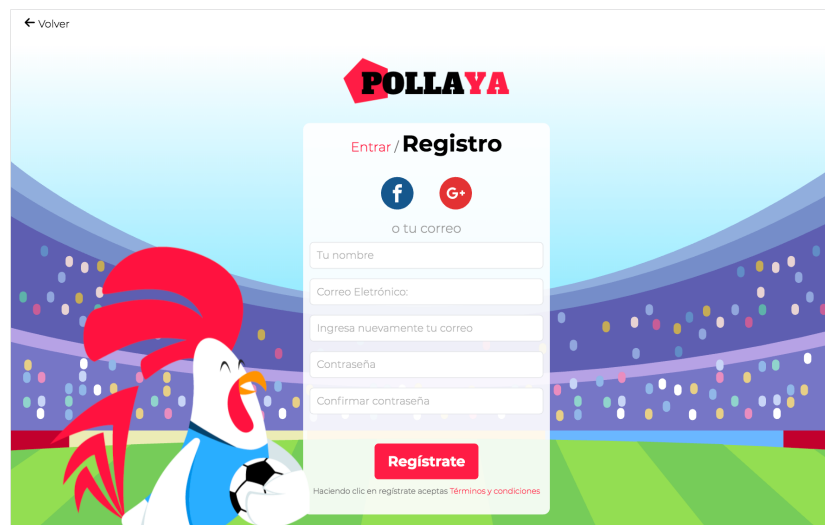 ← Volver
POLLAYA
Entrar / Registro
f G+
o tu correo
Tu nombre
Correo Eletrónico:
Ingresa nuevamente tu correo
Contraseña
Confirmar contraseña
Regístrate
Haciendo clic en regístrate aceptas Términos y condiciones